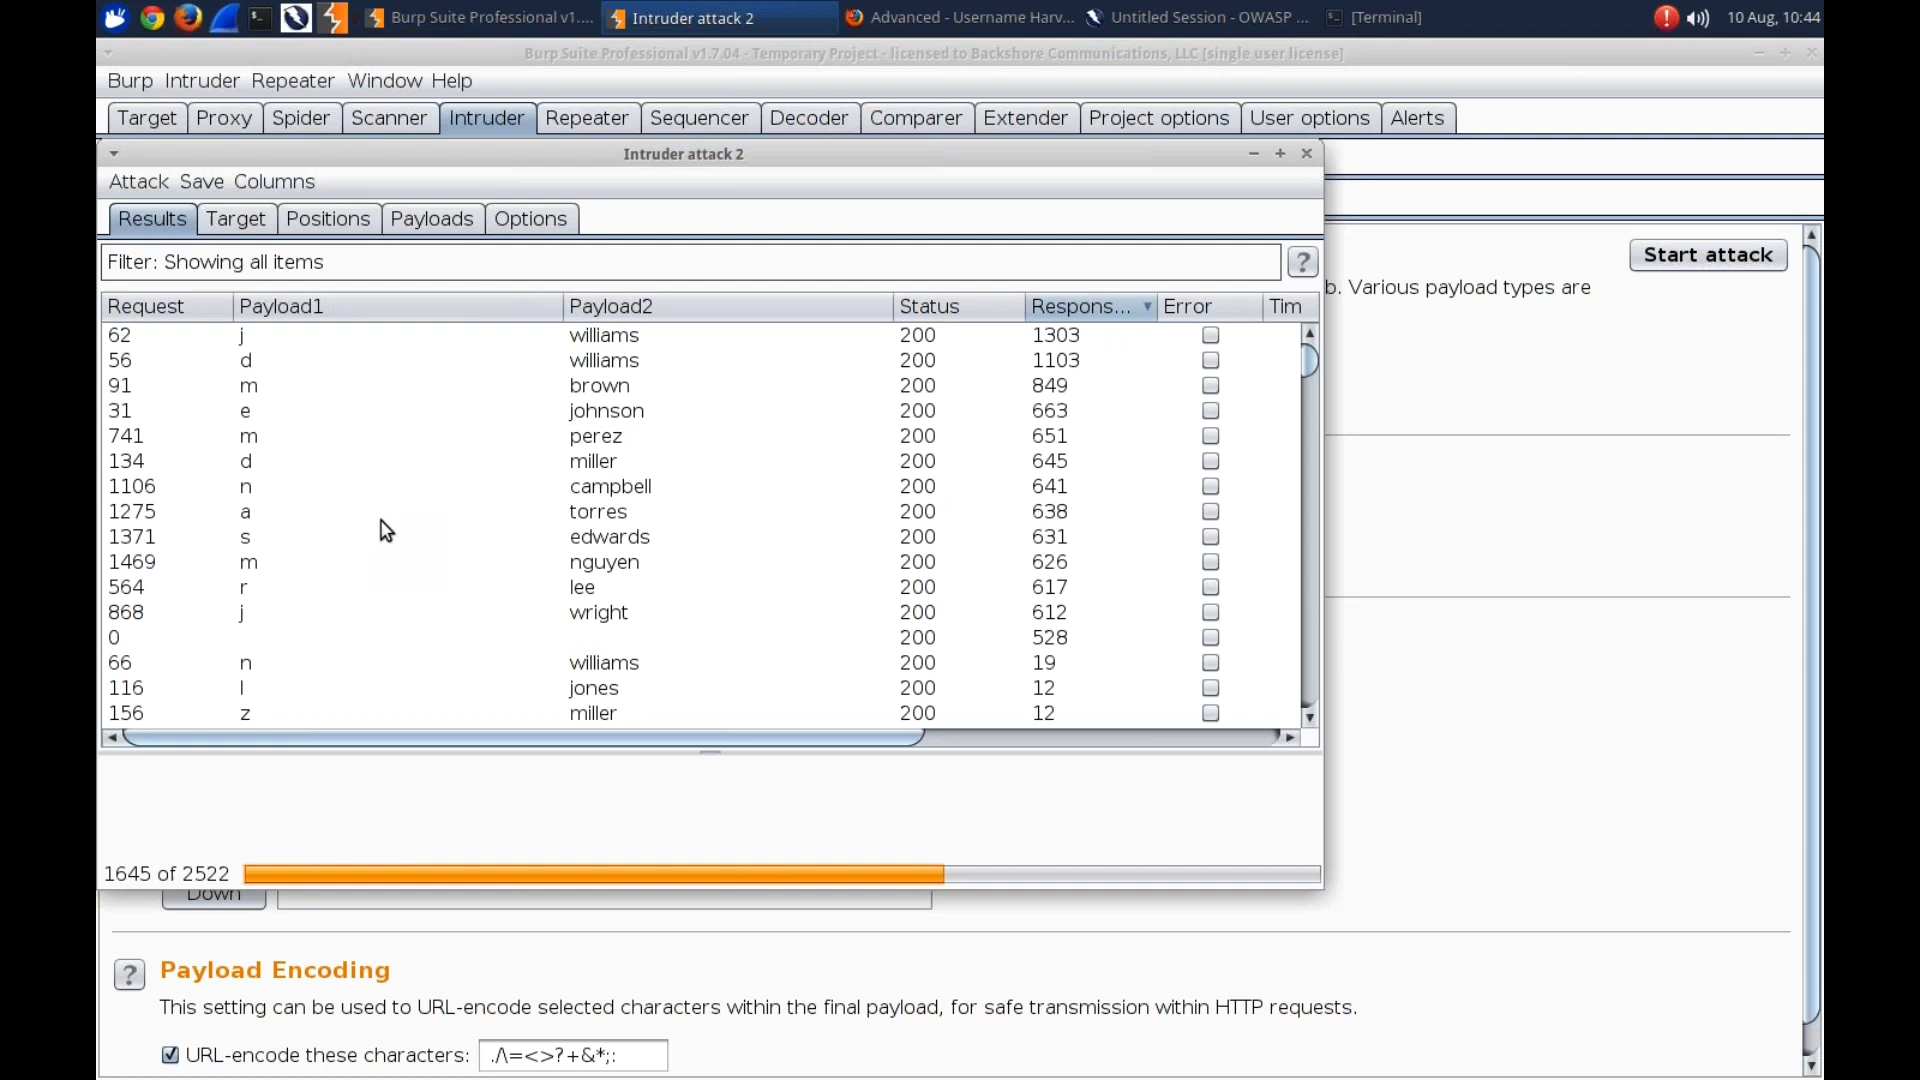 Burp Suite Professional v1.... Intruder attack 2 Advanced - Username Harv... Untitled Session - OWASP ... [Terminal] 10 Aug, 10:44
Burp Suite Professional v1.7.04 - Temporary Project - licensed to Backshore Communications, LLC [single user license]
Burp Intruder Repeater Window Help
Target Proxy Spider Scanner Intruder Repeater Sequencer Decoder Comparer Extender Project options User options Alerts
Intruder attack 2
Attack Save Columns
Results Target Positions Payloads Options
Filter: Showing all items ?
Start attack
b. Various payload types are
Request Payload1 Payload2 Status Respons... Error Tim
62 j williams 200 1303
56 d williams 200 1103
91 m brown 200 849
31 e johnson 200 663
741 m perez 200 651
134 d miller 200 645
1106 n campbell 200 641
1275 a torres 200 638
1371 s edwards 200 631
1469 m nguyen 200 626
564 r lee 200 617
868 j wright 200 612
0 200 528
66 n williams 200 19
116 l jones 200 12
156 z miller 200 12
1645 of 2522
Down
? Payload Encoding
This setting can be used to URL-encode selected characters within the final payload, for safe transmission within HTTP requests.
URL-encode these characters: ./\=<>?+&*;: